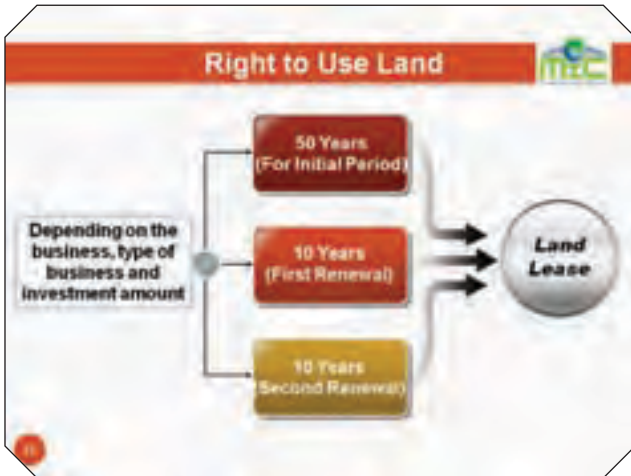 Right to Use Land
MIC
50 Years
(For Initial Period)
Depending on the
business, type of
business and
investment amount
10 Years
(First Renewal)
10 Years
(Second Renewal)
Land
Lease